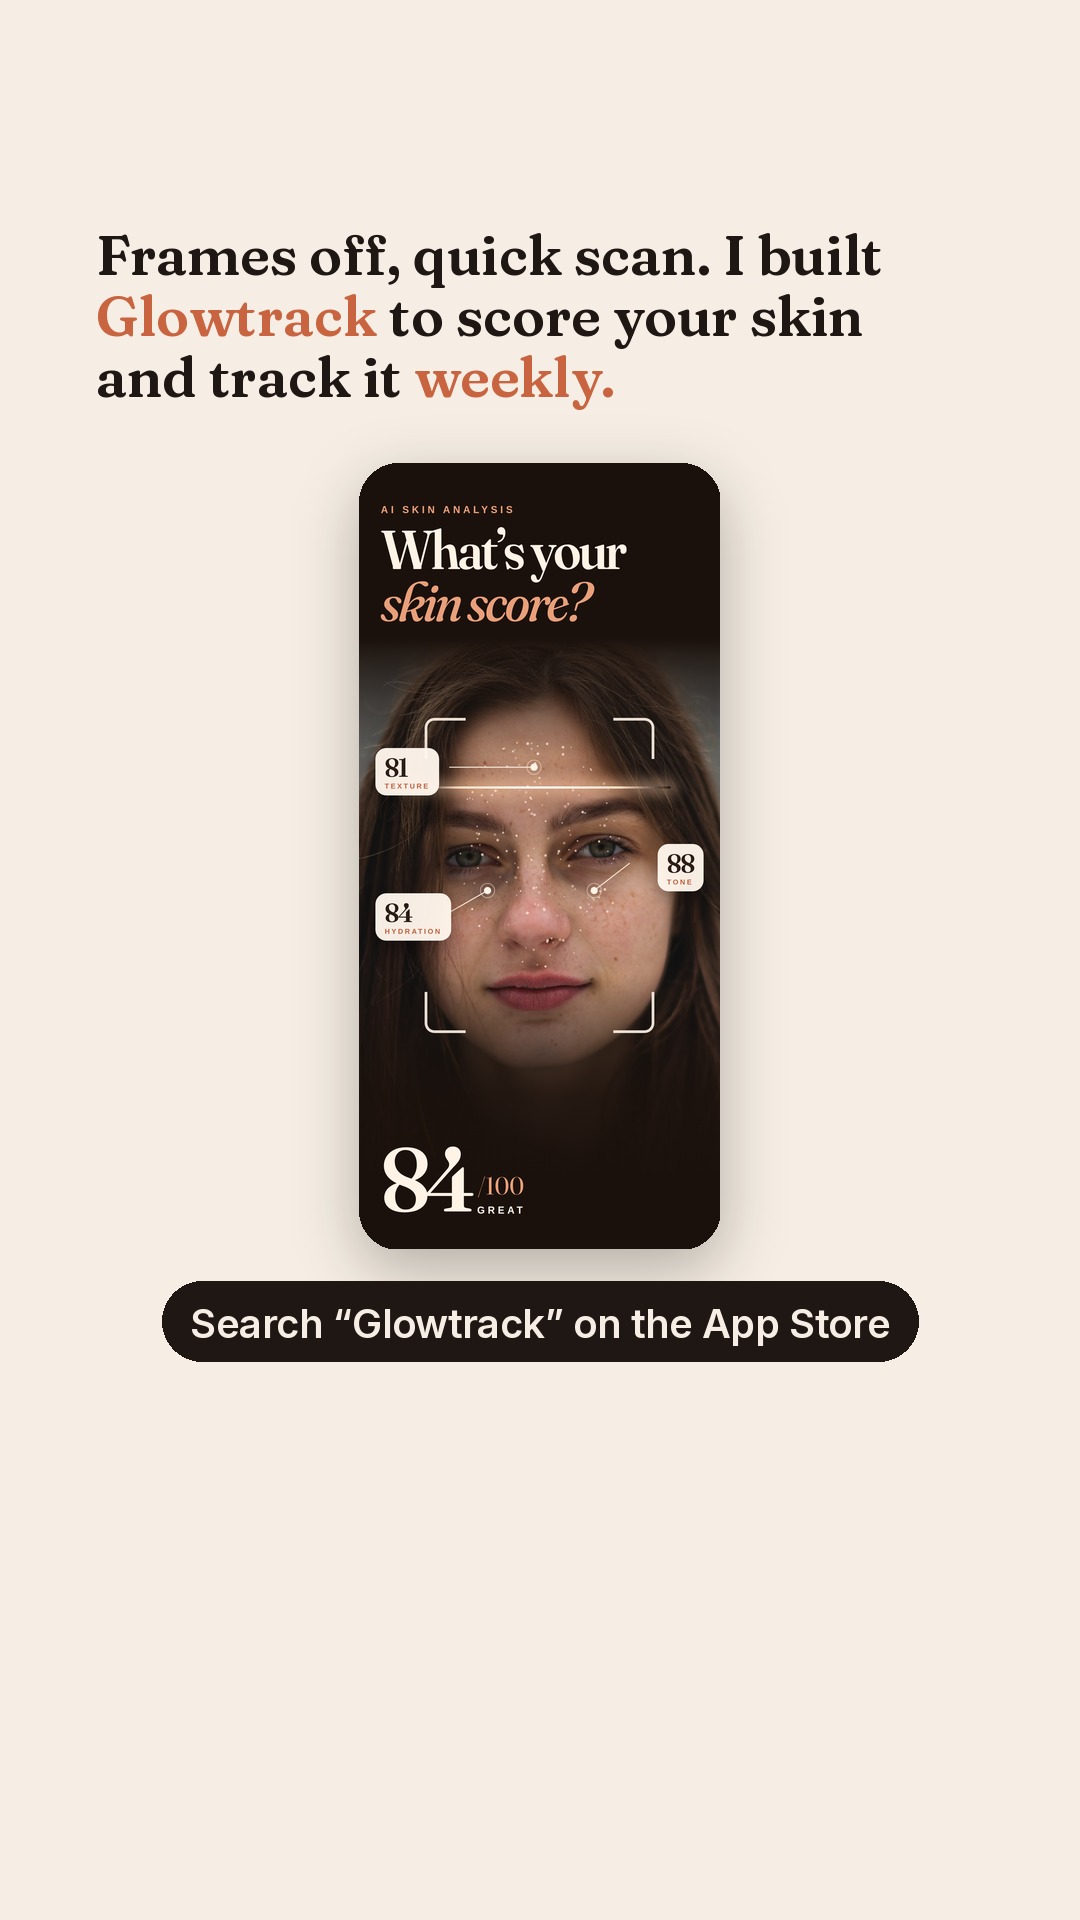 Frames off, quick scan. I built
Glowtrack to score your skin
and track it weekly.
AI SKIN ANALYSIS
What’s your
skin score?
81
TEXTURE
88
TONE
84
HYDRATION
84 /100
GREAT
Search “Glowtrack” on the App Store